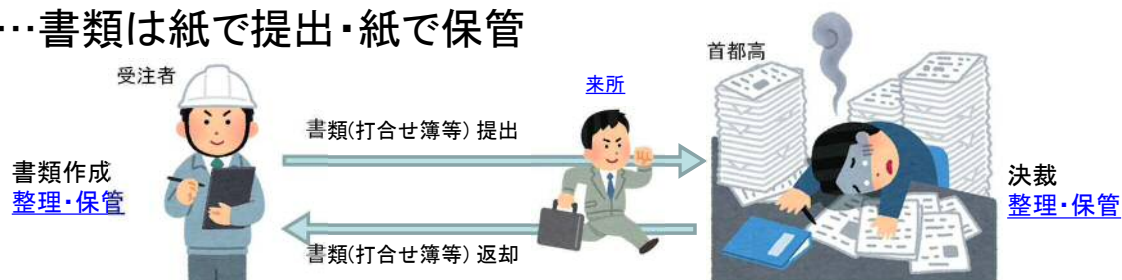 …書類は紙で提出・紙で保管
受注者
首都高
来所
書類(打合せ簿等) 提出
書類作成
整理・保管
決裁
整理・保管
書類(打合せ簿等) 返却